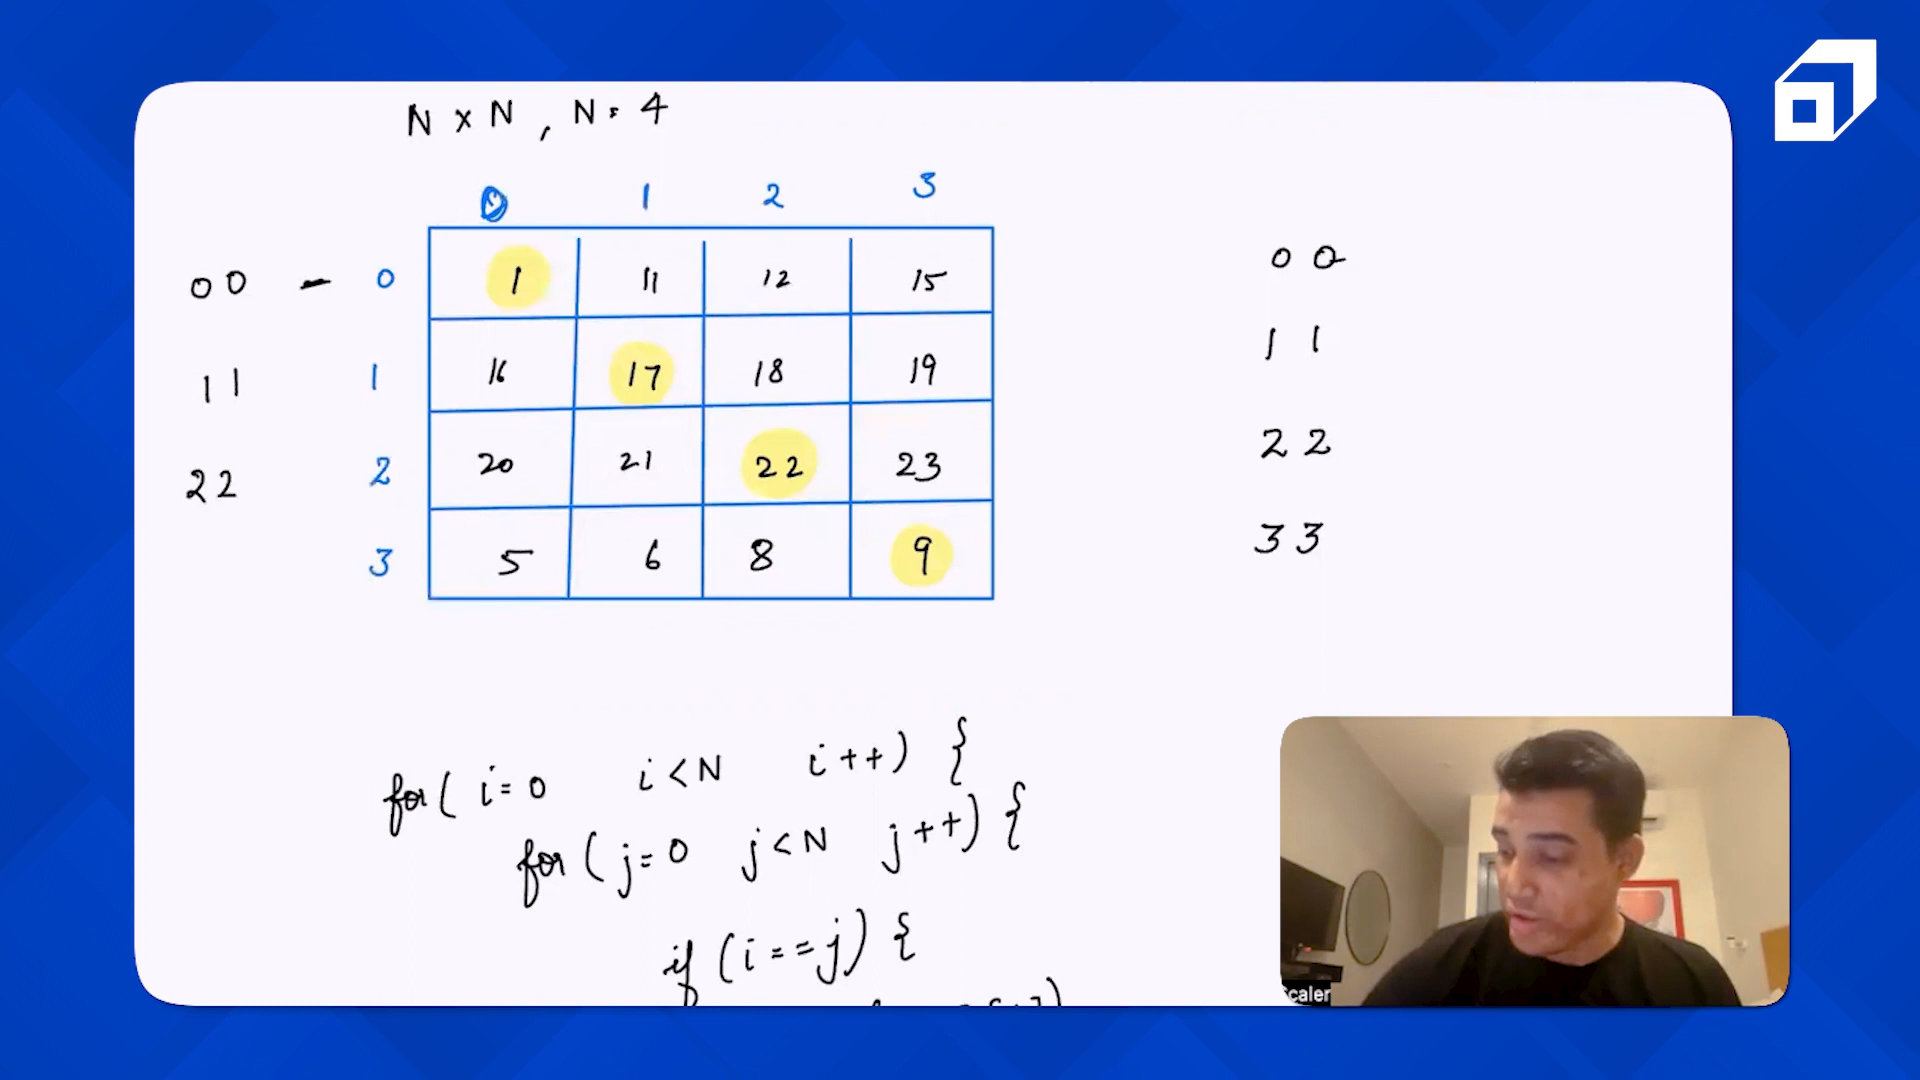 N x N , N = 4
0 1 2 3
0 0 - 0 1 11 12 15 0 0
1 1 1 16 17 18 19 1 1
2 2 2 20 21 22 23 2 2
3 5 6 8 9 3 3
for( i=0 i<N i++) {
for( j=0 j<N j++) {
if (i==j) {
caler